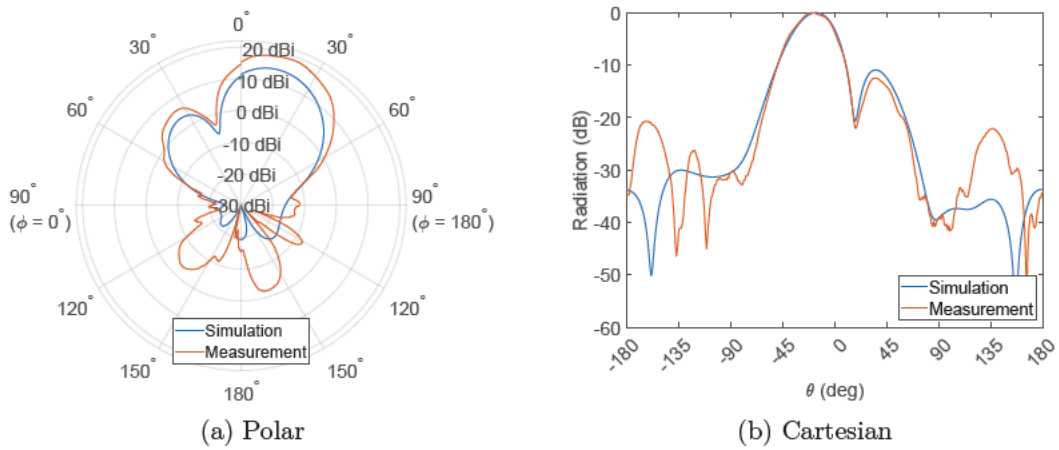 0°
30°
30°
60°
60°
90°
(ϕ = 0°)
90°
(ϕ = 180°)
120°
120°
150°
150°
180°
20 dBi
10 dBi
0 dBi
-10 dBi
-20 dBi
-30 dBi
Simulation
Measurement
(a) Polar
0
-10
-20
-30
-40
-50
-60
Radiation (dB)
-180
-135
-90
-45
0
45
90
135
180
θ (deg)
Simulation
Measurement
(b) Cartesian